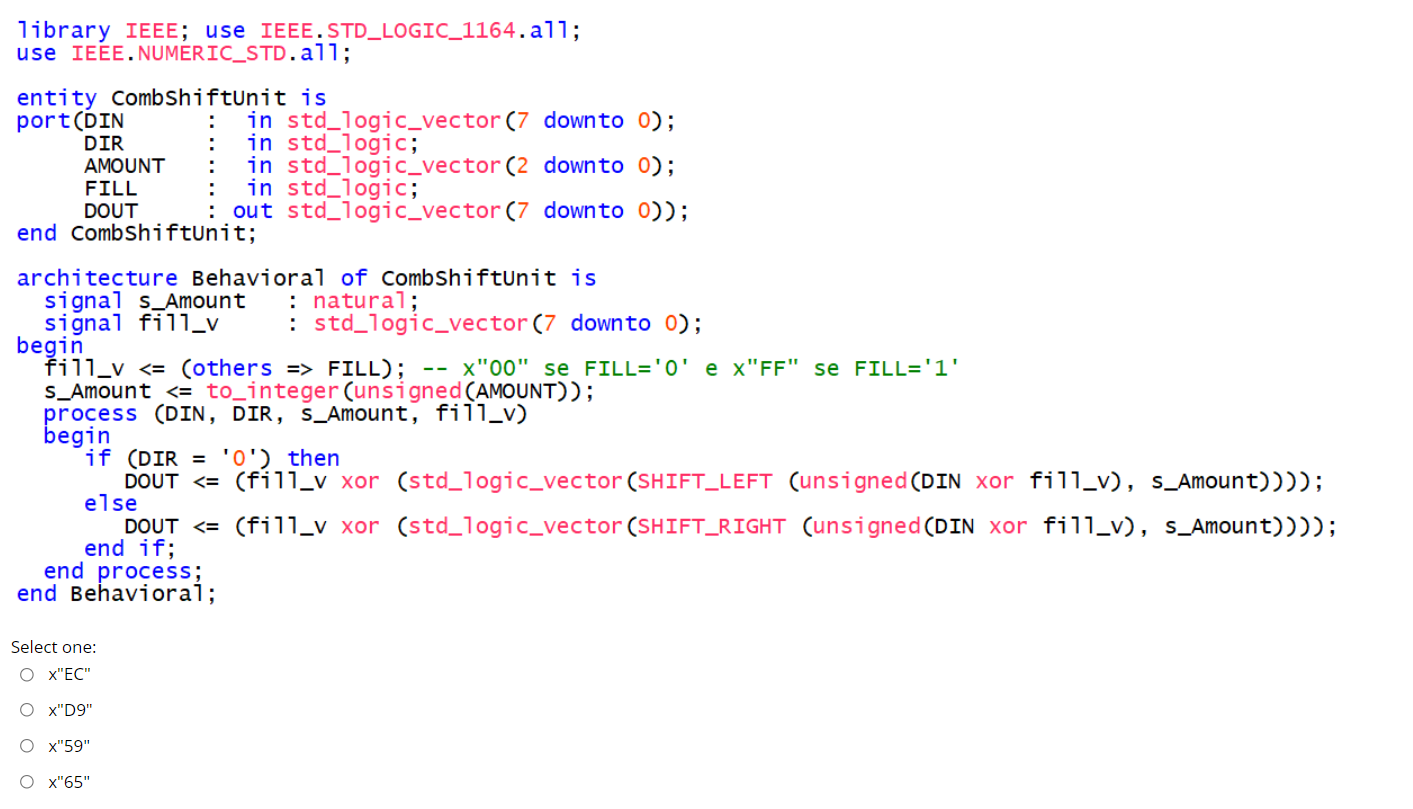 library IEEE; use IEEE.STD_LOGIC_1164.all;
use IEEE.NUMERIC_STD.all;
entity CombShiftUnit is
port(DIN : in std_logic_vector(7 downto 0);
DIR : in std_logic;
AMOUNT : in std_logic_vector(2 downto 0);
FILL : in std_logic;
DOUT : out std_logic_vector(7 downto 0));
end CombShiftUnit;
architecture Behavioral of CombShiftUnit is
signal s_Amount : natural;
signal fill_v : std_logic_vector(7 downto 0);
begin
fill_v <= (others => FILL); -- x"00" se FILL='0' e x"FF" se FILL='1'
s_Amount <= to_integer(unsigned(AMOUNT));
process (DIN, DIR, s_Amount, fill_v)
begin
if (DIR = '0') then
DOUT <= (fill_v xor (std_logic_vector(SHIFT_LEFT (unsigned(DIN xor fill_v), s_Amount))));
else
DOUT <= (fill_v xor (std_logic_vector(SHIFT_RIGHT (unsigned(DIN xor fill_v), s_Amount))));
end if;
end process;
end Behavioral;
Select one:
x"EC"
x"D9"
x"59"
x"65"